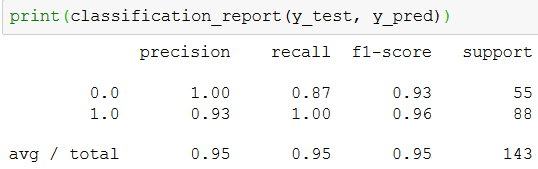 print(classification_report(y_test, y_pred))
precision recall f1-score support
0.0 1.00 0.87 0.93 55
1.0 0.93 1.00 0.96 88
avg / total 0.95 0.95 0.95 143